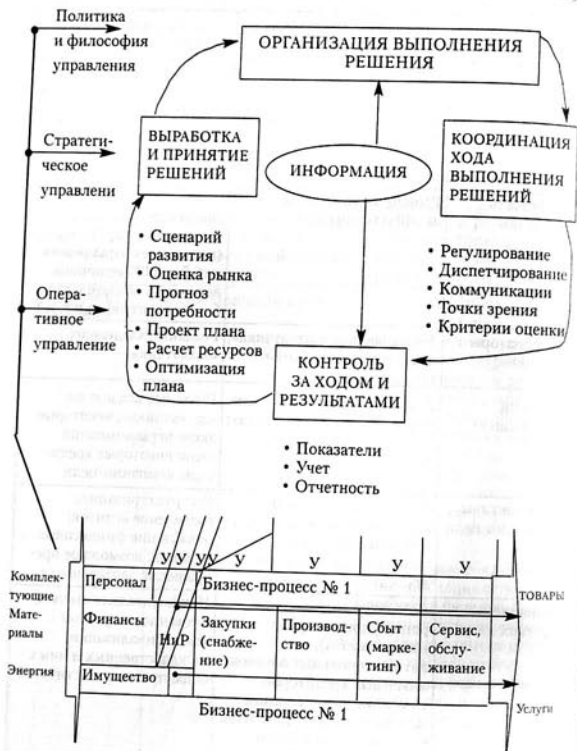 Политика
и философия
управления
ОРГАНИЗАЦИЯ ВЫПОЛНЕНИЯ
РЕШЕНИЯ
Стратеги-
ческое
управлени
ВЫРАБОТКА
И ПРИНЯТИЕ
РЕШЕНИЙ
ИНФОРМАЦИЯ
КООРДИНАЦИЯ
ХОДА
ВЫПОЛНЕНИЯ
РЕШЕНИЙ
• Сценарий
развития
• Оценка рынка
• Прогноз
потребности
• Проект плана
• Расчет ресурсов
• Оптимизация
плана
• Регулирование
• Диспетчирование
• Коммуникации
• Точки зрения
• Критерии оценки
Опера-
тивное
управление
КОНТРОЛЬ
ЗА ХОДОМ И
РЕЗУЛЬТАТАМИ
• Показатели
• Учет
• Отчетность
У У У У У У У У
Комплек-
тующие
Мате-
риалы
Энергия
Персонал
Бизнес-процесс № 1
ТОВАРЫ
Финансы
НиР
Закупки
(снабже-
ние)
Производ-
ство
Сбыт
(марке-
тинг)
Сервис,
обслу-
живание
Имущество
Бизнес-процесс № 1
Услуги